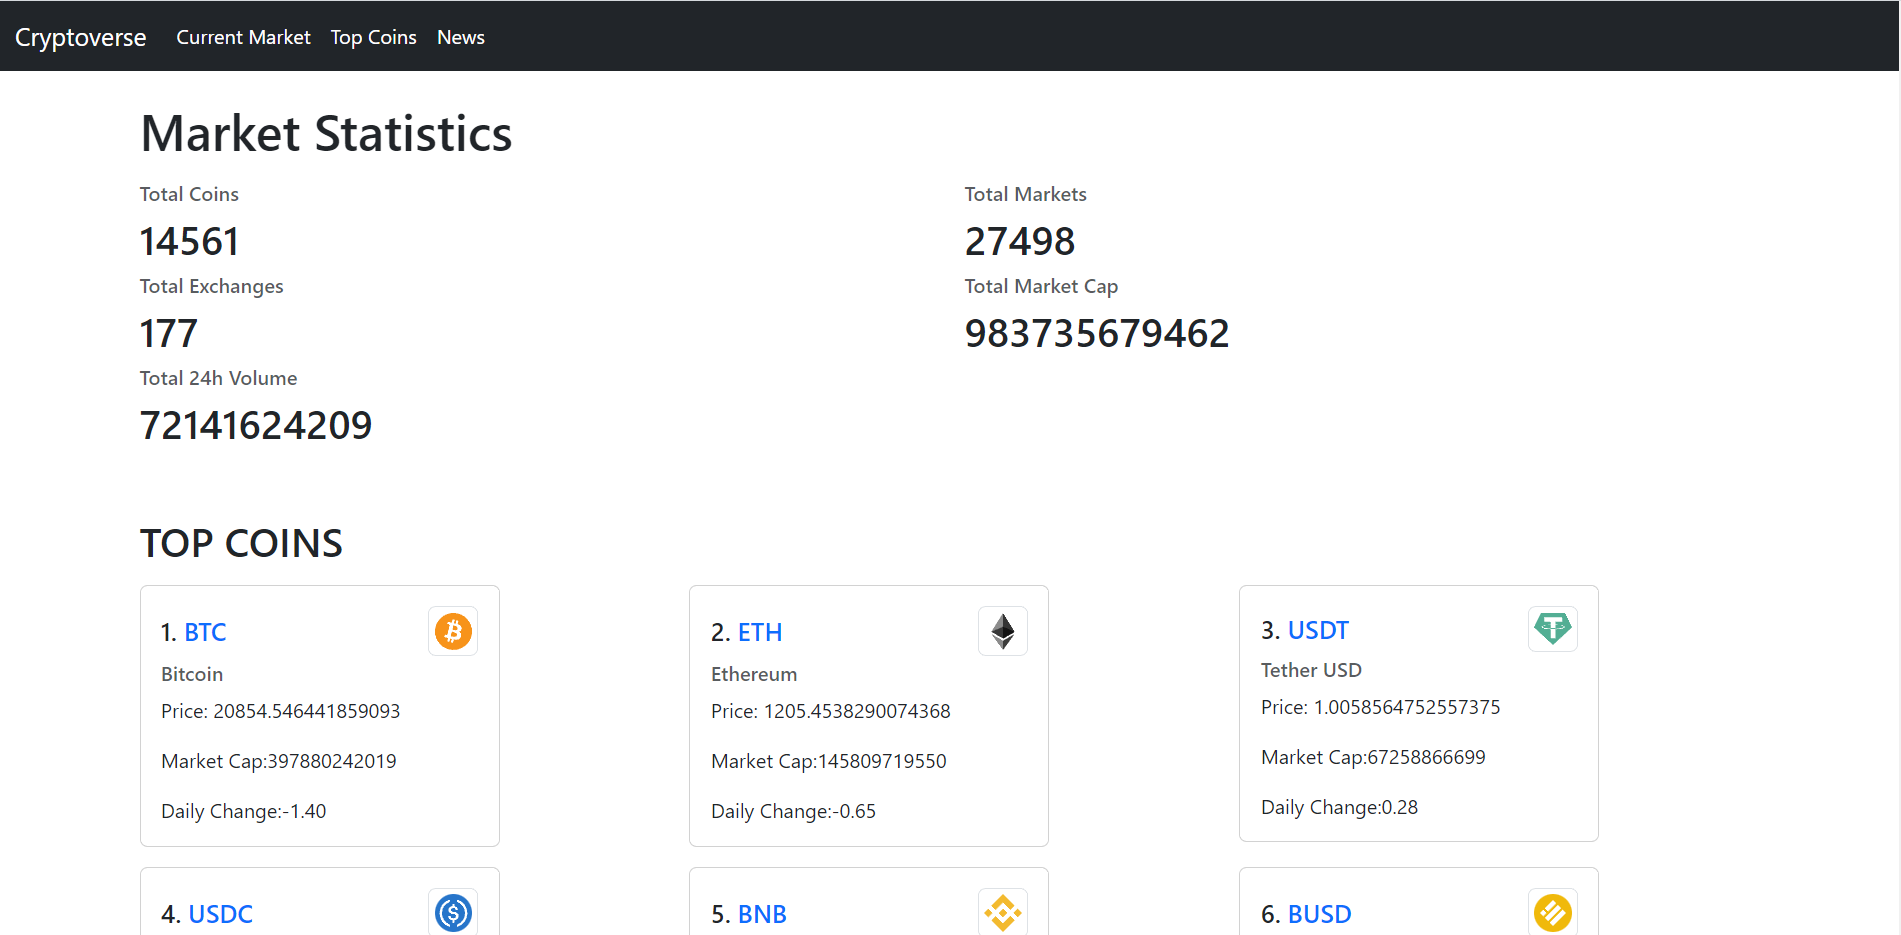 Cryptoverse Current Market Top Coins News
Market Statistics
Total Coins
14561
Total Markets
27498
Total Exchanges
177
Total Market Cap
983735679462
Total 24h Volume
72141624209
TOP COINS
1. BTC
Bitcoin
Price: 20854.546441859093
Market Cap:397880242019
Daily Change:-1.40
2. ETH
Ethereum
Price: 1205.4538290074368
Market Cap:145809719550
Daily Change:-0.65
3. USDT
Tether USD
Price: 1.0058564752557375
Market Cap:67258866699
Daily Change:0.28
4. USDC
5. BNB
6. BUSD